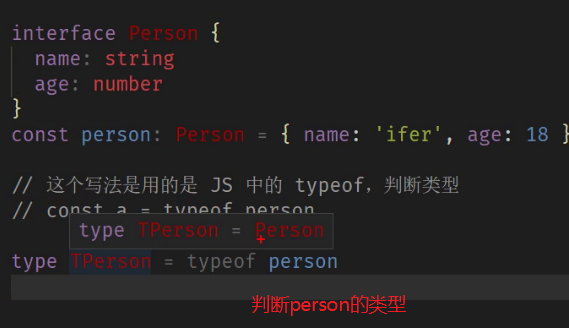 interface Person {
name: string
age: number
}
const person: Person = { name: 'ifer', age: 18 }
// 这个写法是用的是 JS 中的 typeof，判断类型
// const a = typeof person
type TPerson = Person
type TPerson = typeof person
判断person的类型